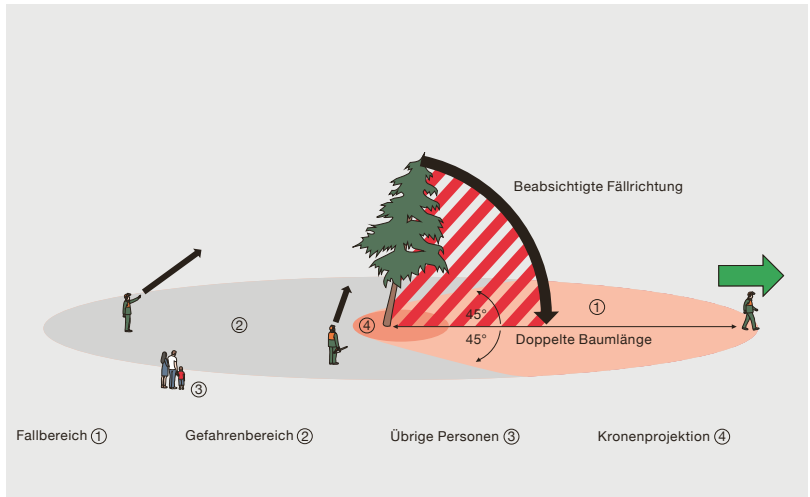 Beabsichtigte Fällrichtung
①
45°
②
④
45°
Doppelte Baumlänge
③
Fallbereich ①
Gefahrenbereich ②
Übrige Personen ③
Kronenprojektion ④